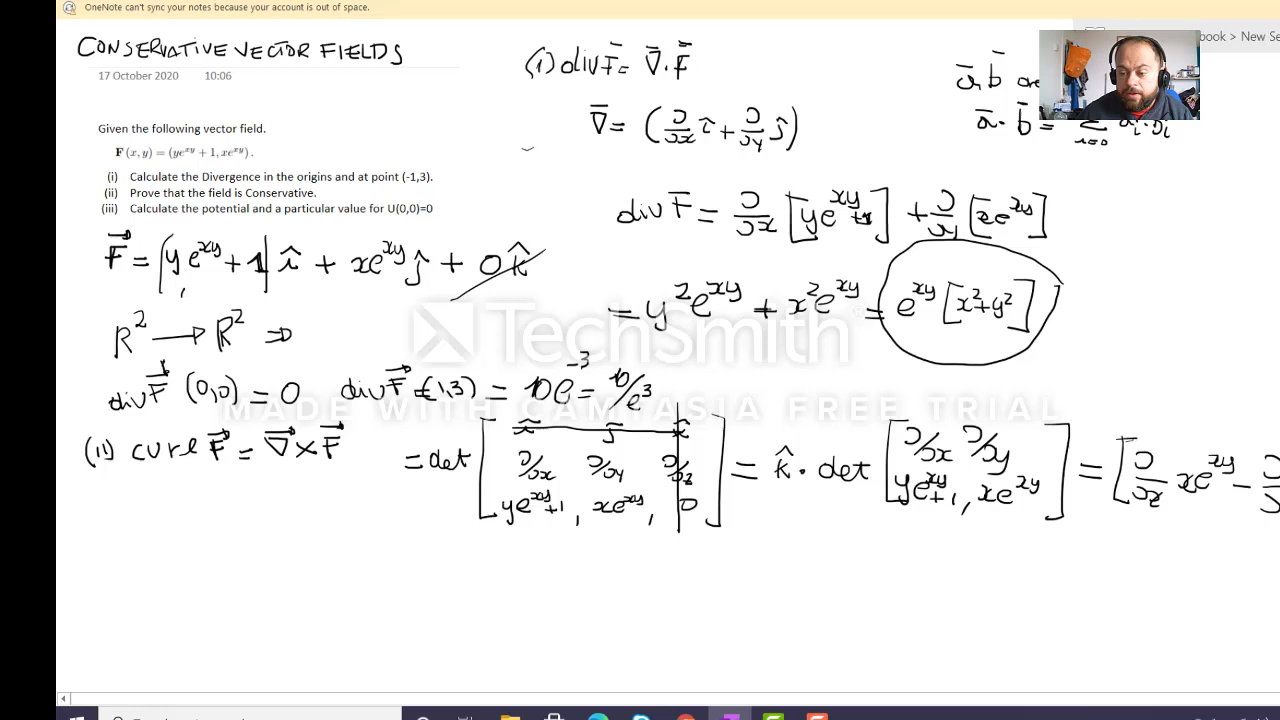 OneNote can't sync your notes because your account is out of space.
CONSERVATIVE VECTOR FIELDS
17 October 2020 10:06
Given the following vector field.
F (x, y) = (ye^{xy} + 1, xe^{xy}).
(i) Calculate the Divergence in the origins and at point (-1,3).
(ii) Prove that the field is Conservative.
(iii) Calculate the potential and a particular value for U(0,0)=0
F⃗ = [ye^{xy} + 1] î + xe^{xy} ĵ + 0 k̂
R² → R² ⇒
(i) div F̄ = ∇̄ · F̄
∇̄ = (∂/∂x î + ∂/∂y ĵ)
ā, b̄ are
ā · b̄ = Σ aᵢ · bᵢ
book > New Se
div F̄ = ∂/∂x [ye^{xy} + 1] + ∂/∂y [xe^{xy}]
= y²e^{xy} + x²e^{xy} = e^{xy} [x² + y²]
TechSmith
MADE WITH CAMTASIA FREE TRIAL
div F⃗ (0,0) = 0 div F⃗ (-1,3) = 10e^{-3} = 10/e³
(ii) curl F⃗ = ∇⃗ × F⃗ = det [î ĵ k̂
∂/∂x ∂/∂y ∂/∂z
ye^{xy}+1, xe^{xy}, 0] = k̂ · det [∂/∂x ∂/∂y
ye^{xy}+1, xe^{xy}] = [∂/∂x xe^{xy} −